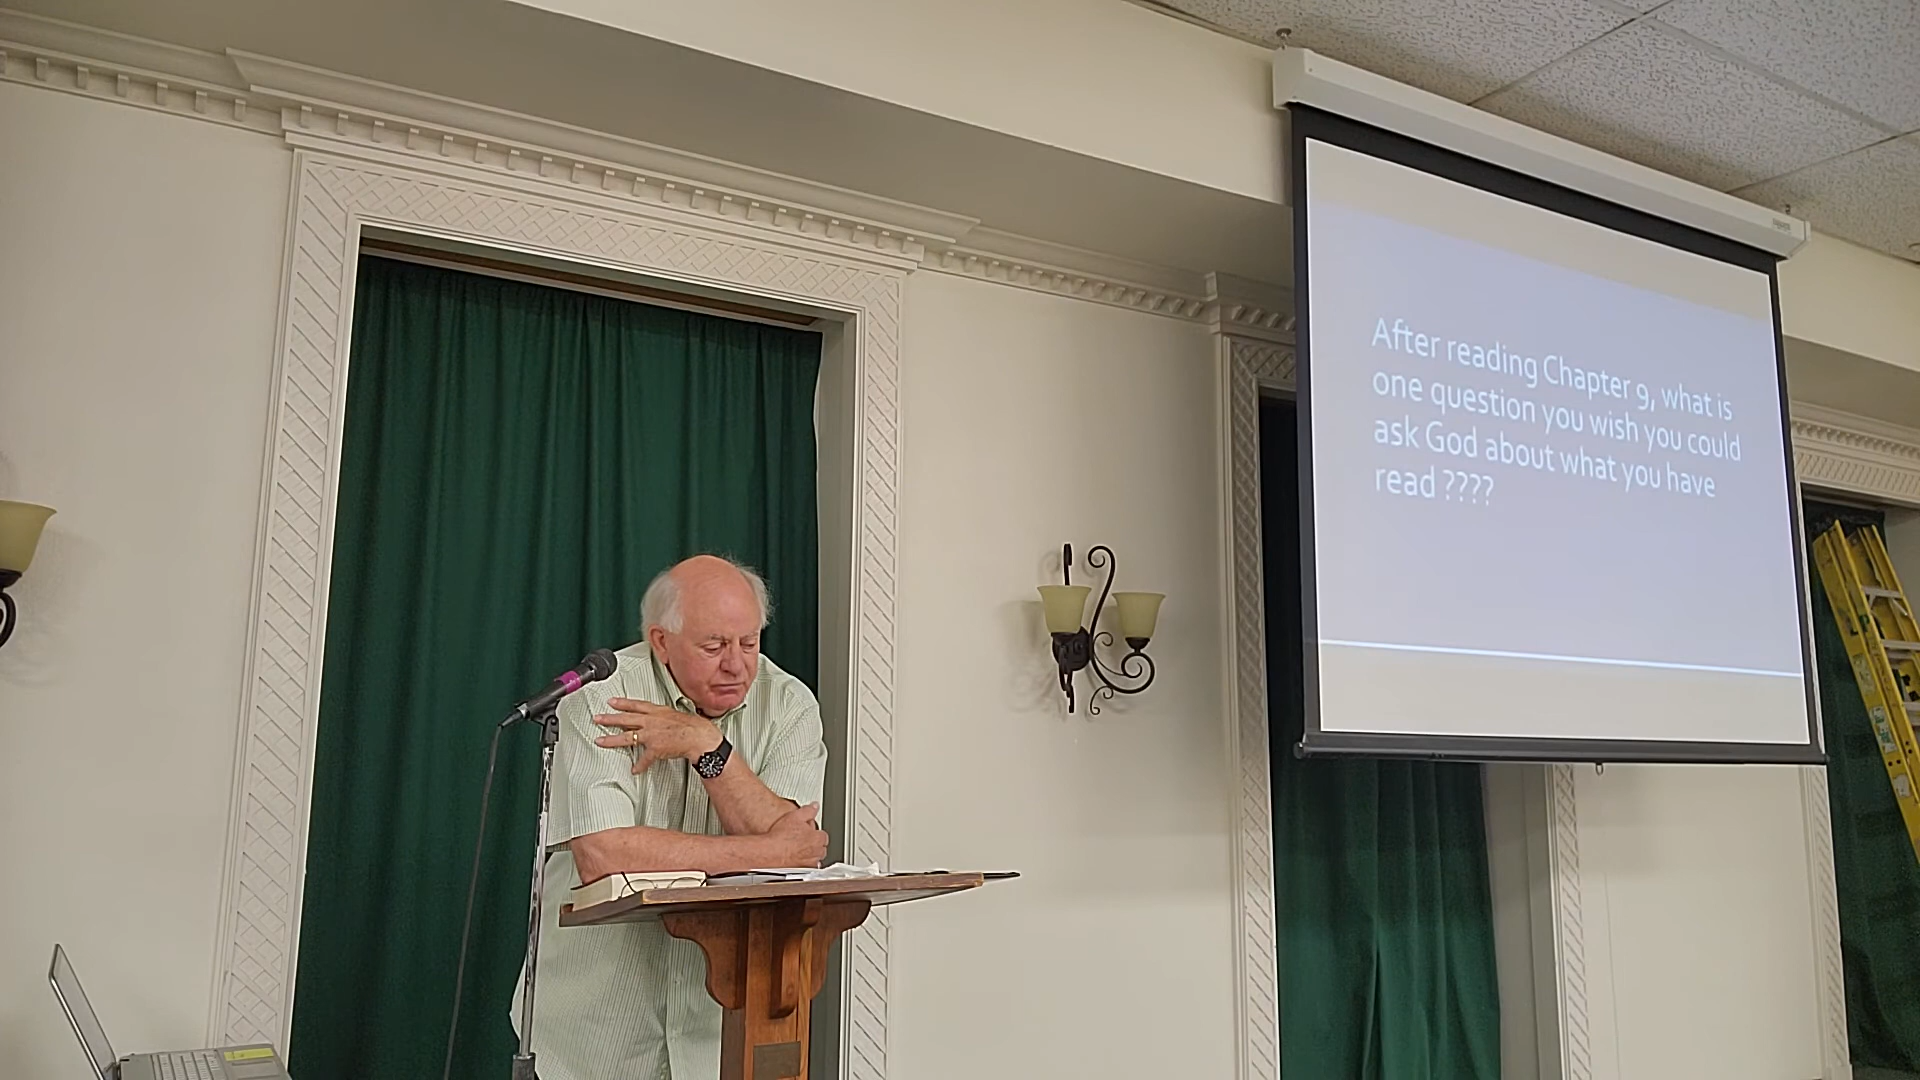 After reading Chapter 9, what is
one question you wish you could
ask God about what you have
read ????